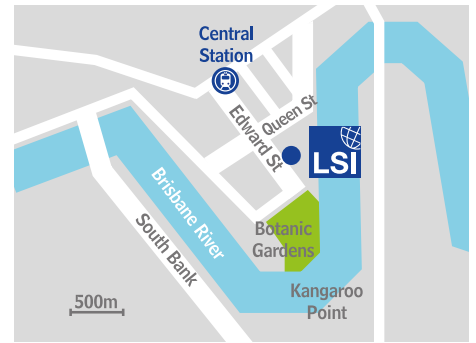 Central
Station
Queen St
Edward St
LSI
Brisbane River
South Bank
Botanic
Gardens
Kangaroo
Point
500m